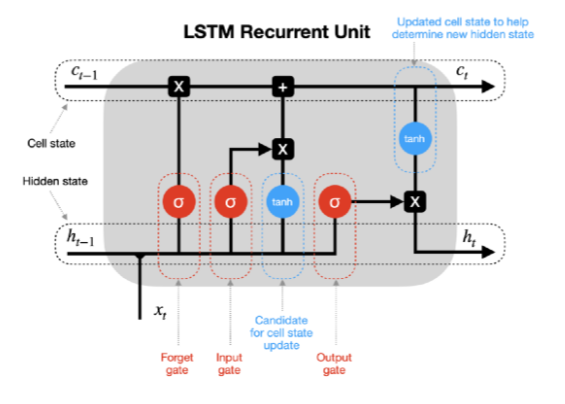 LSTM Recurrent Unit
Updated cell state to help
determine new hidden state
c_{t-1}
X
+
c_t
Cell state
tanh
X
Hidden state
σ
σ
tanh
σ
X
h_{t-1}
h_t
x_t
Forget
gate
Input
gate
Candidate
for cell state
update
Output
gate